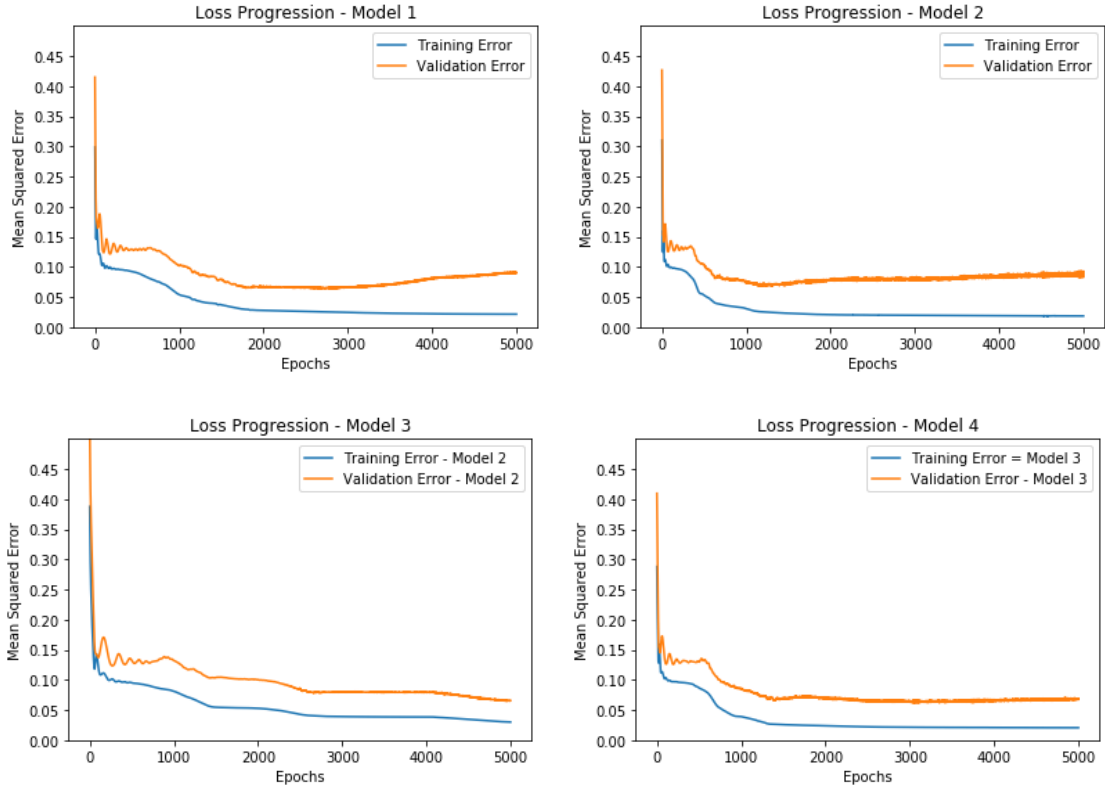 Loss Progression - Model 1
Training Error
Validation Error
Mean Squared Error
0.45
0.40
0.35
0.30
0.25
0.20
0.15
0.10
0.05
0.00
0 1000 2000 3000 4000 5000
Epochs
Loss Progression - Model 2
Training Error
Validation Error
Mean Squared Error
0.45
0.40
0.35
0.30
0.25
0.20
0.15
0.10
0.05
0.00
0 1000 2000 3000 4000 5000
Epochs
Loss Progression - Model 3
Training Error - Model 2
Validation Error - Model 2
Mean Squared Error
0.45
0.40
0.35
0.30
0.25
0.20
0.15
0.10
0.05
0.00
0 1000 2000 3000 4000 5000
Epochs
Loss Progression - Model 4
Training Error = Model 3
Validation Error - Model 3
Mean Squared Error
0.45
0.40
0.35
0.30
0.25
0.20
0.15
0.10
0.05
0.00
0 1000 2000 3000 4000 5000
Epochs